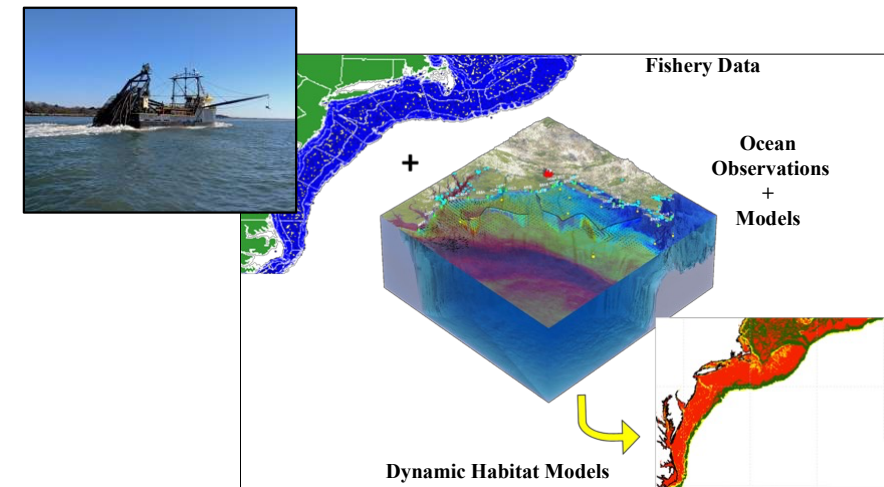 Fishery Data
+
Ocean
Observations
+
Models
Dynamic Habitat Models